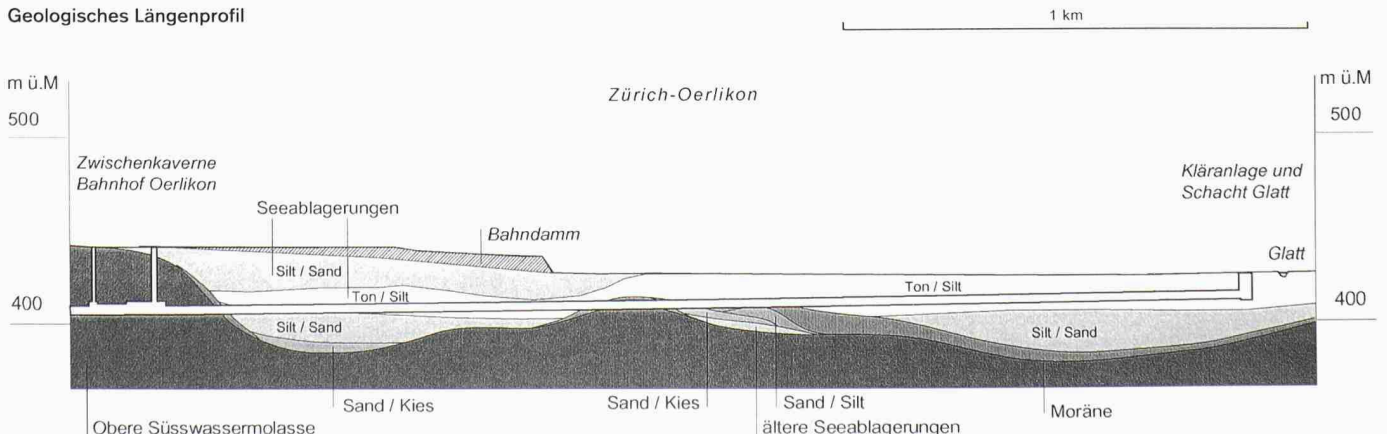 Geologisches Längenprofil
1 km
m ü.M
m ü.M
Zürich-Oerlikon
500
500
Zwischenkaverne
Bahnhof Oerlikon
Kläranlage und
Schacht Glatt
Seeablagerungen
Bahndamm
Glatt
Silt / Sand
Ton / Silt
Ton / Silt
400
400
Silt / Sand
Silt / Sand
Sand / Kies
Sand / Kies
Sand / Silt
Moräne
Obere Süsswassermolasse
ältere Seeablagerungen